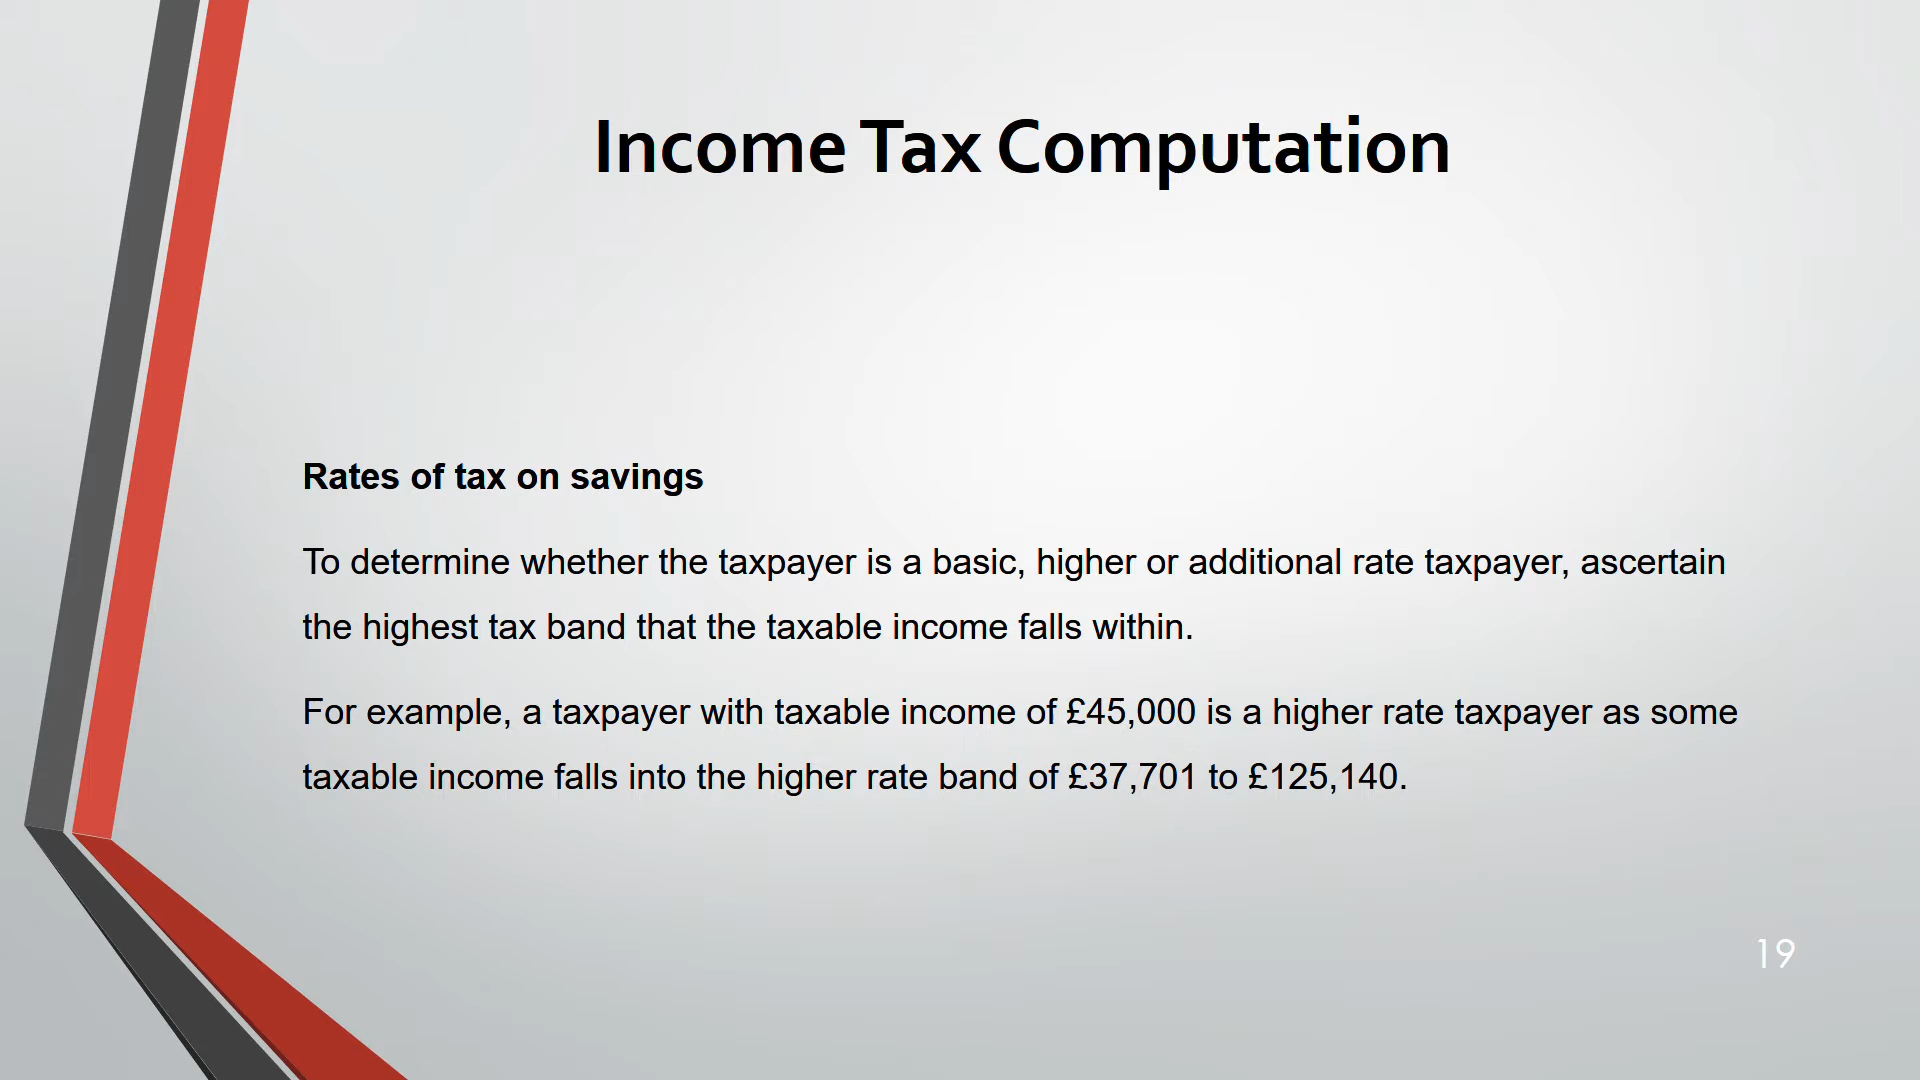 Income Tax Computation
Rates of tax on savings
To determine whether the taxpayer is a basic, higher or additional rate taxpayer, ascertain
the highest tax band that the taxable income falls within.
For example, a taxpayer with taxable income of £45,000 is a higher rate taxpayer as some
taxable income falls into the higher rate band of £37,701 to £125,140.
19